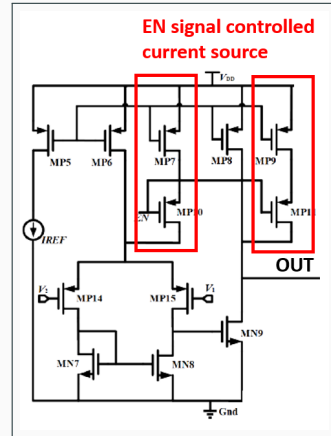 EN signal controlled
current source
VDD
MP5
MP6
MP7
MP8
MP9
MP10
IREF
OUT
V2
V1
MP14
MP15
MN9
MN7
MN8
Gnd